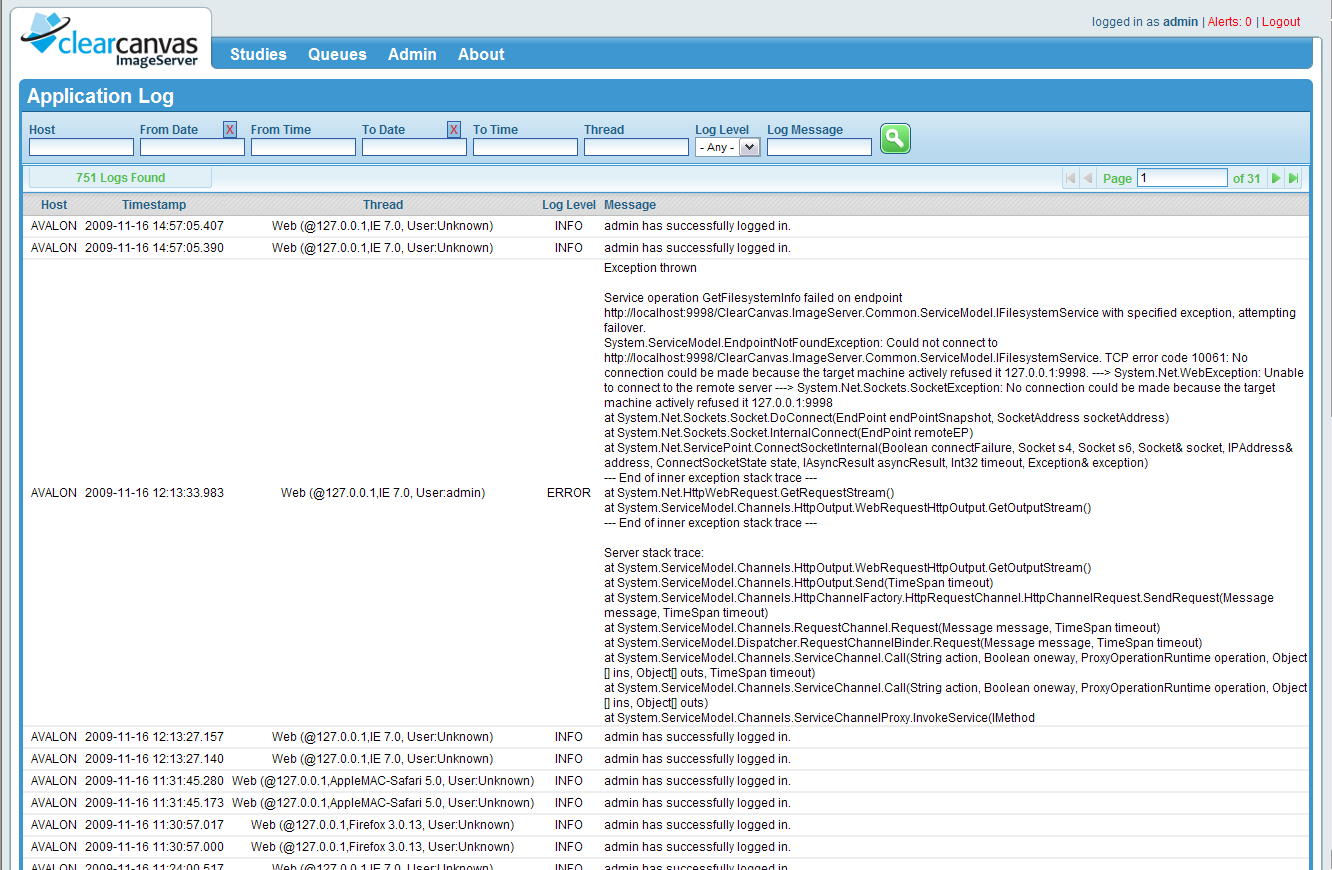 logged in as admin | Alerts: 0 | Logout
clearcanvas
ImageServer
Studies Queues Admin About
Application Log
Host From Date X From Time To Date X To Time Thread Log Level Log Message
- Any -
751 Logs Found Page 1 of 31
Host Timestamp Thread Log Level Message
AVALON 2009-11-16 14:57:05.407 Web (@127.0.0.1,IE 7.0, User:Unknown) INFO admin has successfully logged in.
AVALON 2009-11-16 14:57:05.390 Web (@127.0.0.1,IE 7.0, User:Unknown) INFO admin has successfully logged in.
Exception thrown
Service operation GetFilesystemInfo failed on endpoint
http://localhost:9998/ClearCanvas.ImageServer.Common.ServiceModel.IFilesystemService with specified exception, attempting
failover.
System.ServiceModel.EndpointNotFoundException: Could not connect to
http://localhost:9998/ClearCanvas.ImageServer.Common.ServiceModel.IFilesystemService. TCP error code 10061: No
connection could be made because the target machine actively refused it 127.0.0.1:9998. ---> System.Net.WebException: Unable
to connect to the remote server ---> System.Net.Sockets.SocketException: No connection could be made because the target
machine actively refused it 127.0.0.1:9998
at System.Net.Sockets.Socket.DoConnect(EndPoint endPointSnapshot, SocketAddress socketAddress)
at System.Net.Sockets.Socket.InternalConnect(EndPoint remoteEP)
at System.Net.ServicePoint.ConnectSocketInternal(Boolean connectFailure, Socket s4, Socket s6, Socket& socket, IPAddress&
address, ConnectSocketState state, IAsyncResult asyncResult, Int32 timeout, Exception& exception)
--- End of inner exception stack trace ---
AVALON 2009-11-16 12:13:33.983 Web (@127.0.0.1,IE 7.0, User:admin) ERROR at System.Net.HttpWebRequest.GetRequestStream()
at System.ServiceModel.Channels.HttpOutput.WebRequestHttpOutput.GetOutputStream()
--- End of inner exception stack trace ---
Server stack trace:
at System.ServiceModel.Channels.HttpOutput.WebRequestHttpOutput.GetOutputStream()
at System.ServiceModel.Channels.HttpOutput.Send(TimeSpan timeout)
at System.ServiceModel.Channels.HttpChannelFactory.HttpRequestChannel.HttpChannelRequest.SendRequest(Message
message, TimeSpan timeout)
at System.ServiceModel.Channels.RequestChannel.Request(Message message, TimeSpan timeout)
at System.ServiceModel.Dispatcher.RequestChannelBinder.Request(Message message, TimeSpan timeout)
at System.ServiceModel.Channels.ServiceChannel.Call(String action, Boolean oneway, ProxyOperationRuntime operation, Object
[] ins, Object[] outs, TimeSpan timeout)
at System.ServiceModel.Channels.ServiceChannel.Call(String action, Boolean oneway, ProxyOperationRuntime operation, Object
[] ins, Object[] outs)
at System.ServiceModel.Channels.ServiceChannelProxy.InvokeService(IMethod
AVALON 2009-11-16 12:13:27.157 Web (@127.0.0.1,IE 7.0, User:Unknown) INFO admin has successfully logged in.
AVALON 2009-11-16 12:13:27.140 Web (@127.0.0.1,IE 7.0, User:Unknown) INFO admin has successfully logged in.
AVALON 2009-11-16 11:31:45.280 Web (@127.0.0.1,AppleMAC-Safari 5.0, User:Unknown) INFO admin has successfully logged in.
AVALON 2009-11-16 11:31:45.173 Web (@127.0.0.1,AppleMAC-Safari 5.0, User:Unknown) INFO admin has successfully logged in.
AVALON 2009-11-16 11:30:57.017 Web (@127.0.0.1,Firefox 3.0.13, User:Unknown) INFO admin has successfully logged in.
AVALON 2009-11-16 11:30:57.000 Web (@127.0.0.1,Firefox 3.0.13, User:Unknown) INFO admin has successfully logged in.
AVALON 2009-11-16 11:24:00.517 Web (@127.0.0.1,IE 7.0, User:Unknown) INFO admin has successfully logged in.